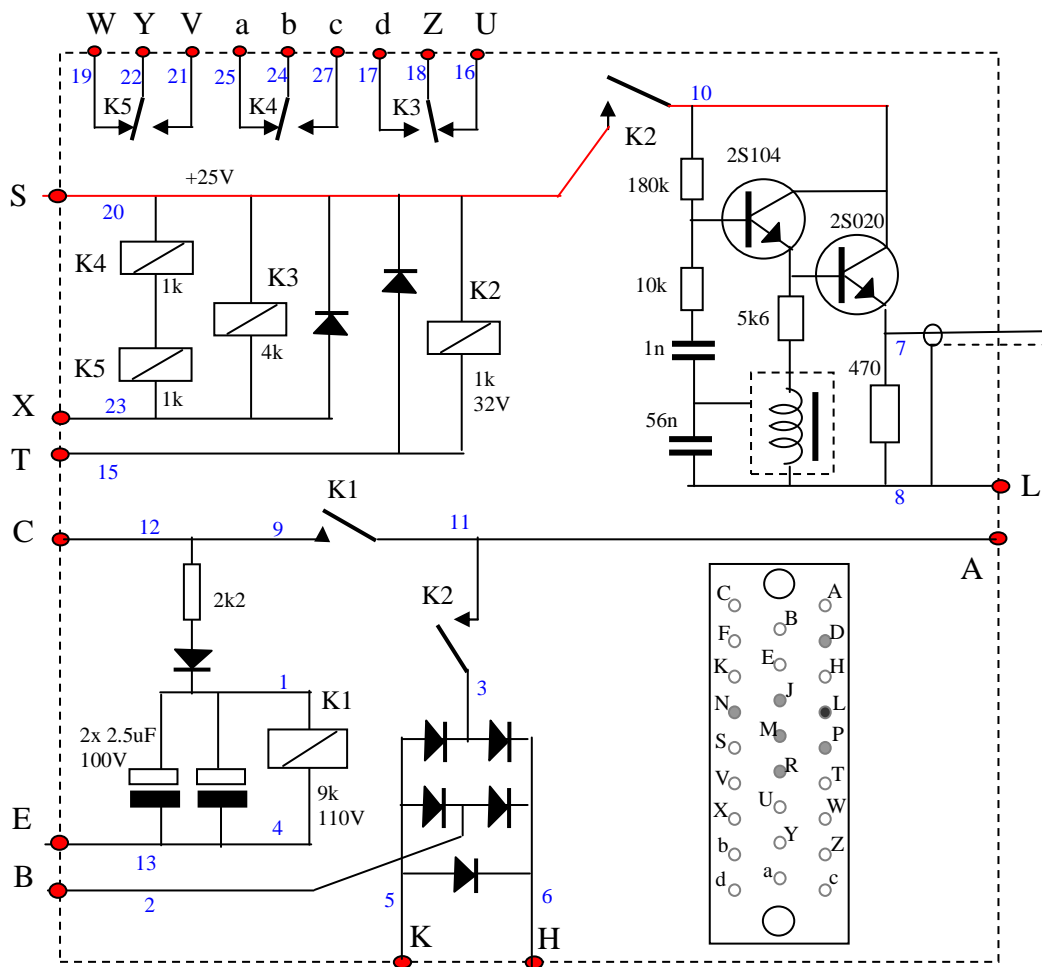 W Y V a b c d Z U
19 22 21 25 24 27 17 18 16
K5 K4 K3
10
K2
2S104
180k
S
+25V
20
2S020
K4
1k
K3
4k
K2
1k
32V
10k
5k6
1n
7
470
K5
1k
X
23
56n
T
15
8
L
K1
C
12
9
11
A
2k2
K2
1
K1
3
2x 2.5uF
100V
9k
110V
E
4
13
B
2
5
6
K
H
C A
B
F D
E
K H
J
N L
M
S P
R
V T
U
X W
Y
b Z
a
d c